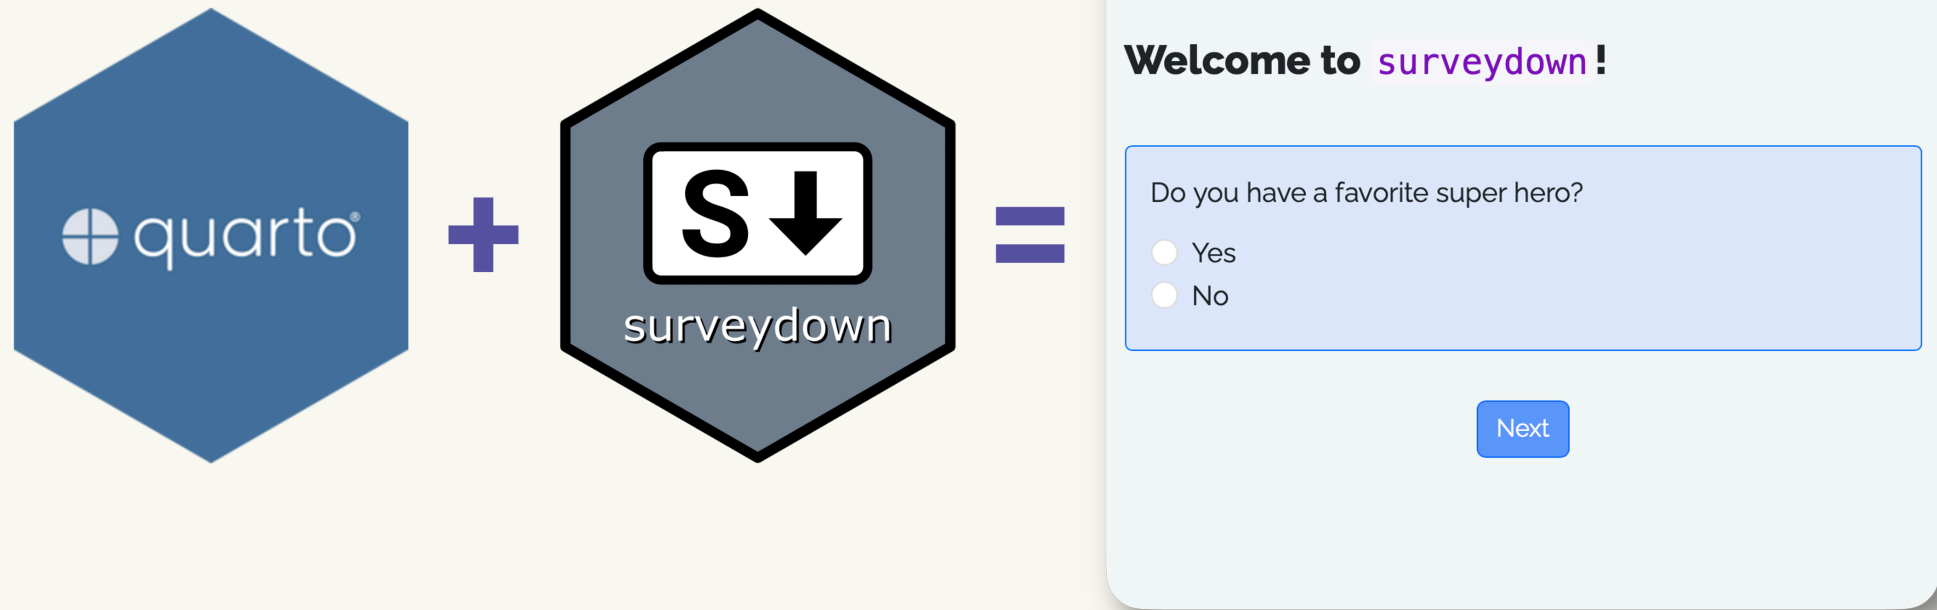 quarto®
+
S
surveydown
=
Welcome to surveydown!
Do you have a favorite super hero?
Yes
No
Next